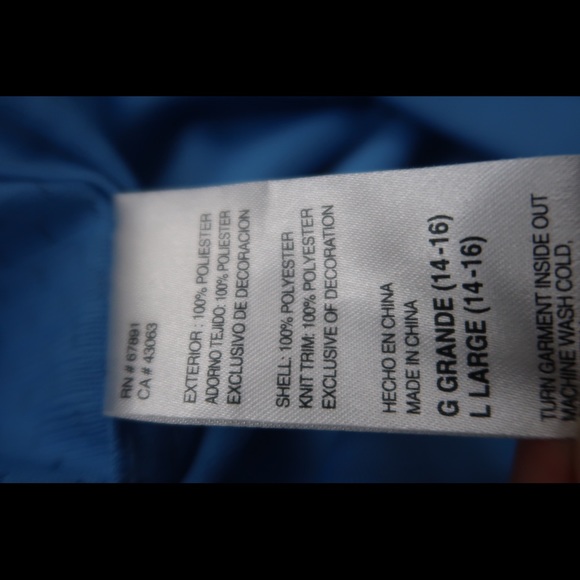 RN # 67891
CA # 43063
EXTERIOR : 100% POLIESTER
ADORNO TEJIDO: 100% POLIESTER
EXCLUSIVO DE DECORACION
SHELL: 100% POLYESTER
KNIT TRIM: 100% POLYESTER
EXCLUSIVE OF DECORATION
HECHO EN CHINA
MADE IN CHINA
G GRANDE (14-16)
L LARGE (14-16)
TURN GARMENT INSIDE OUT
MACHINE WASH COLD,